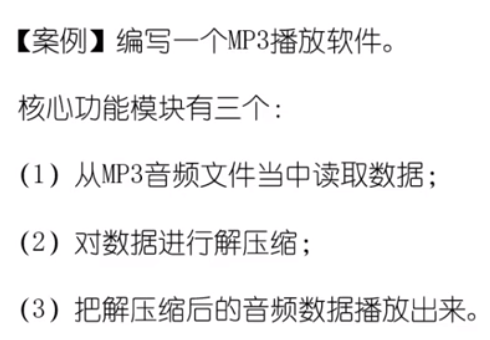 【案例】编写一个MP3播放软件。
核心功能模块有三个:
(1) 从MP3音频文件当中读取数据;
(2) 对数据进行解压缩;
(3) 把解压缩后的音频数据播放出来。